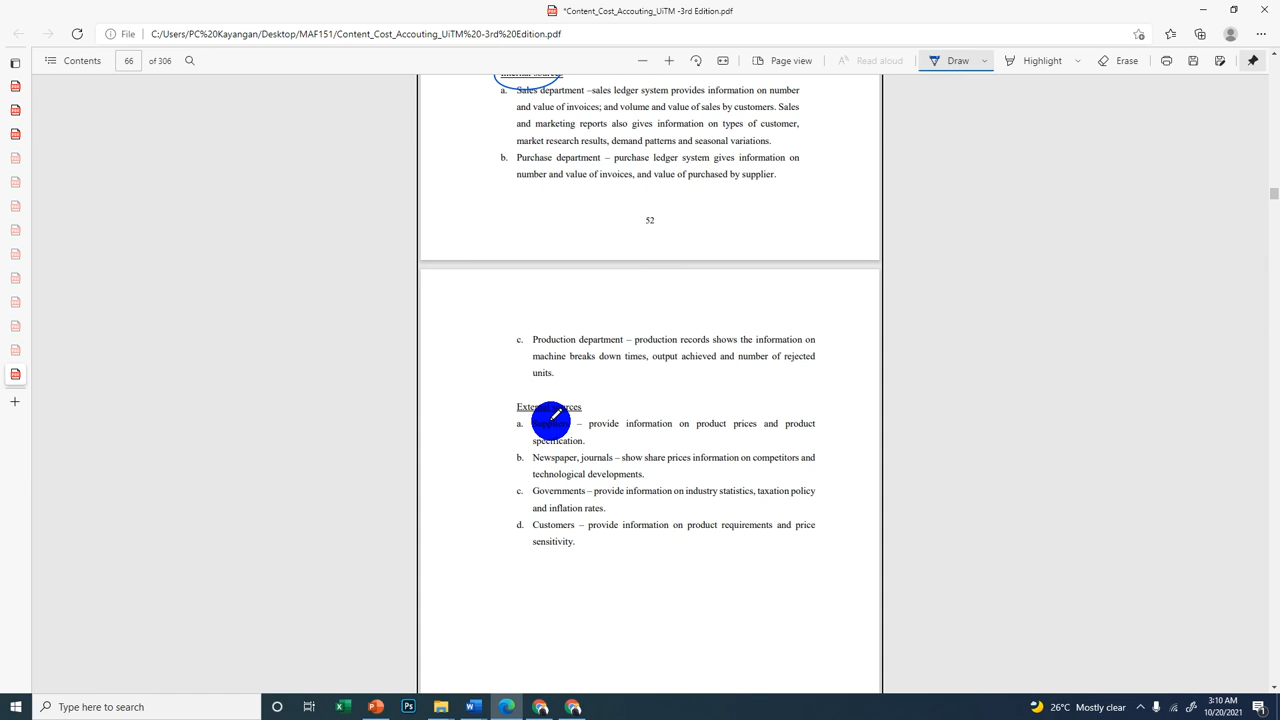 *Content_Cost_Accouting_UiTM -3rd Edition.pdf
File
C:/Users/PC%20Kayangan/Desktop/MAF151/Content_Cost_Accouting_UiTM%20-3rd%20Edition.pdf
Contents
66
of 306
Page view
Read aloud
Draw
Highlight
Erase
Internal sources
a. Sales department –sales ledger system provides information on number
and value of invoices; and volume and value of sales by customers. Sales
and marketing reports also gives information on types of customer,
market research results, demand patterns and seasonal variations.
b. Purchase department – purchase ledger system gives information on
number and value of invoices, and value of purchased by supplier.
52
c. Production department – production records shows the information on
machine breaks down times, output achieved and number of rejected
units.
External sources
a. Suppliers – provide information on product prices and product
specification.
b. Newspaper, journals – show share prices information on competitors and
technological developments.
c. Governments – provide information on industry statistics, taxation policy
and inflation rates.
d. Customers – provide information on product requirements and price
sensitivity.
Type here to search
26°C Mostly clear
3:10 AM
10/20/2021